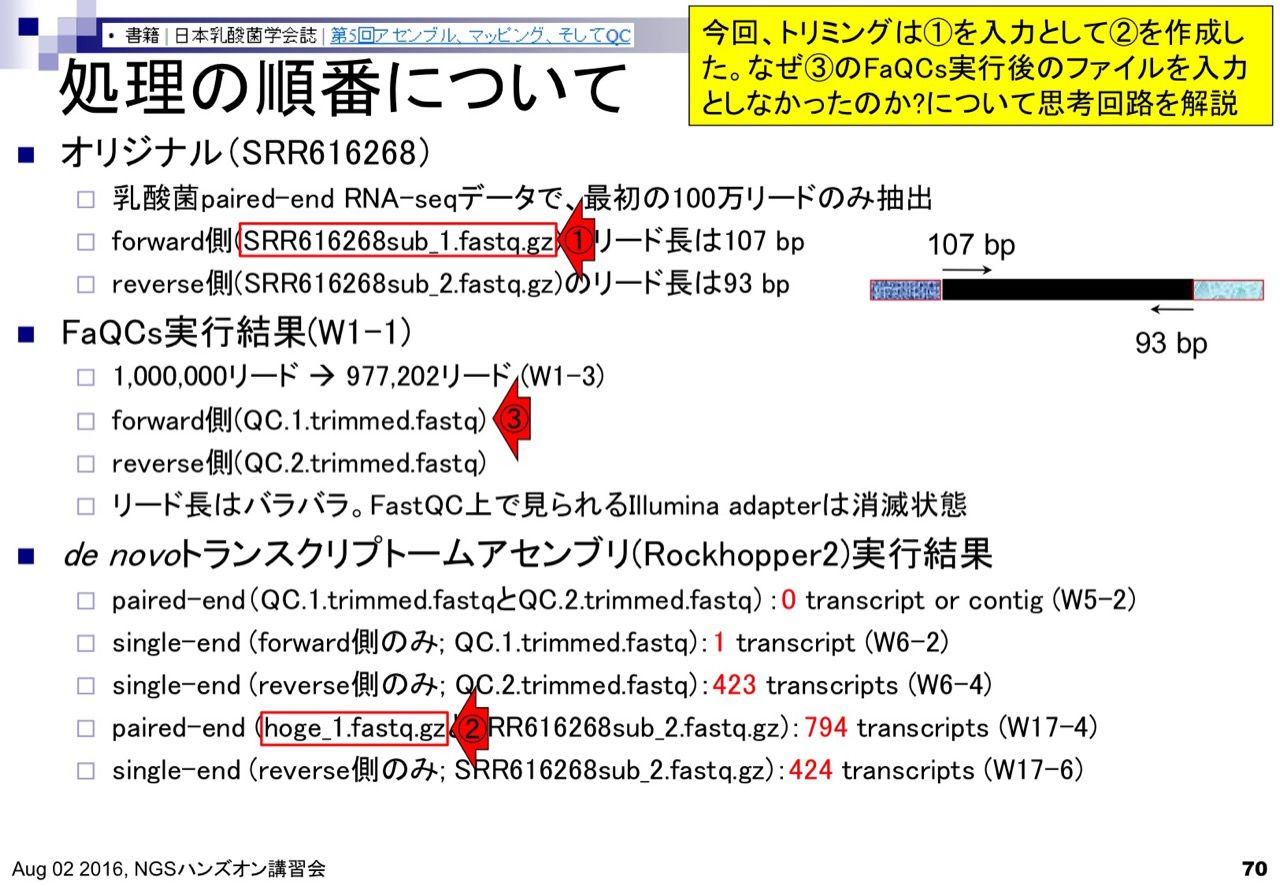 • 書籍 | 日本乳酸菌学会誌 | 第5回アセンブル、マッピング、そしてQC
処理の順番について
今回、トリミングは①を入力として②を作成し
た。なぜ③のFaQCs実行後のファイルを入力
としなかったのか?について思考回路を解説
オリジナル(SRR616268)
乳酸菌paired-end RNA-seqデータで、最初の100万リードのみ抽出
forward側(SRR616268sub_1.fastq.gz) ①リード長は107 bp
reverse側(SRR616268sub_2.fastq.gz)のリード長は93 bp
107 bp
93 bp
FaQCs実行結果(W1-1)
1,000,000リード → 977,202リード (W1-3)
forward側(QC.1.trimmed.fastq) ③
reverse側(QC.2.trimmed.fastq)
リード長はバラバラ。FastQC上で見られるIllumina adapterは消滅状態
de novoトランスクリプトームアセンブリ(Rockhopper2)実行結果
paired-end(QC.1.trimmed.fastqとQC.2.trimmed.fastq):0 transcript or contig (W5-2)
single-end (forward側のみ; QC.1.trimmed.fastq):1 transcript (W6-2)
single-end (reverse側のみ; QC.2.trimmed.fastq):423 transcripts (W6-4)
paired-end (hoge_1.fastq.gz ② SRR616268sub_2.fastq.gz):794 transcripts (W17-4)
single-end (reverse側のみ; SRR616268sub_2.fastq.gz):424 transcripts (W17-6)
Aug 02 2016, NGSハンズオン講習会
70